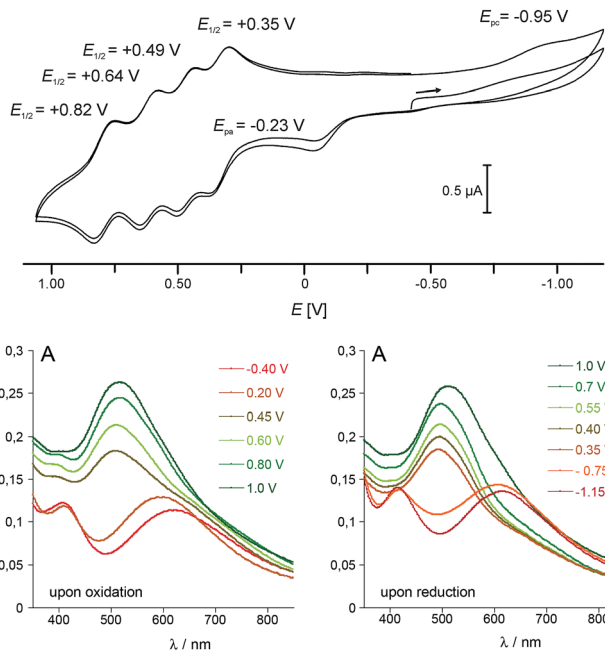 E1/2 = +0.35 V
Epc= -0.95 V
E1/2 = +0.49 V
E1/2 = +0.64 V
E1/2 = +0.82 V
Epa= -0.23 V
0.5 µA
1.00 0.50 0 -0.50 -1.00
E [V]
0,3
0,25
0,2
0,15
0,1
0,05
0
A
-0.40 V
0.20 V
0.45 V
0.60 V
0.80 V
1.0 V
upon oxidation
400 500 600 700 800
λ / nm
0,3
0,25
0,2
0,15
0,1
0,05
0
A
1.0 V
0.7 V
0.55 V
0.40 V
0.35 V
- 0.75
-1.15
upon reduction
400 500 600 700 800
λ / nm